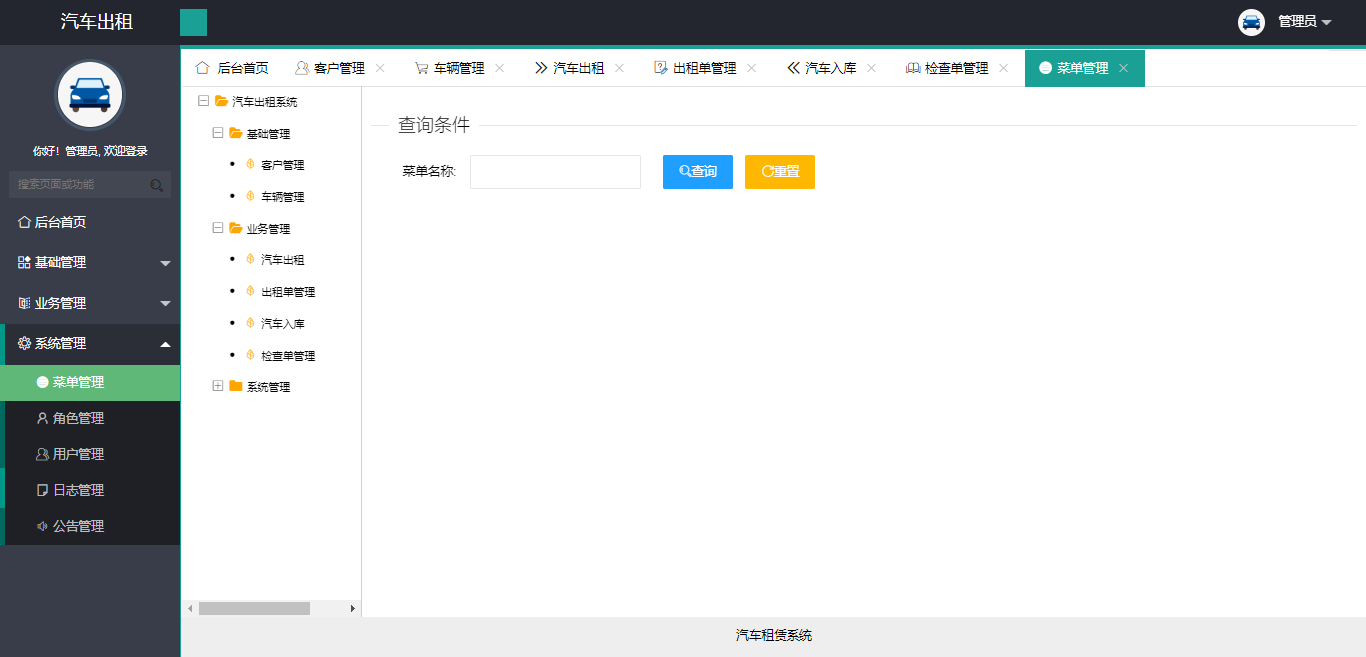 汽车出租
管理员
你好！管理员, 欢迎登录
搜索页面或功能
后台首页
基础管理
业务管理
系统管理
菜单管理
角色管理
用户管理
日志管理
公告管理
后台首页 客户管理 车辆管理 汽车出租 出租单管理 汽车入库 检查单管理 菜单管理
汽车出租系统
基础管理
客户管理
车辆管理
业务管理
汽车出租
出租单管理
汽车入库
检查单管理
系统管理
查询条件
菜单名称: 查询 重置
汽车租赁系统